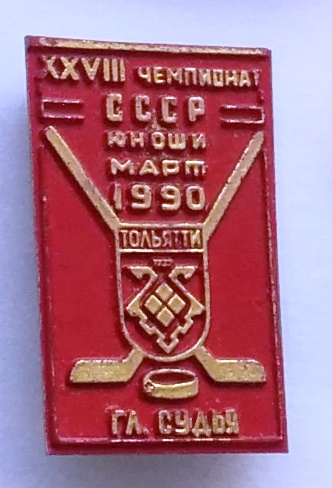 XXVIII ЧЕМПИОНАТ
СССР
ЮНОШИ
МАРТ
1990
ТОЛЬЯТТИ
ГЛ. СУДЬЯ